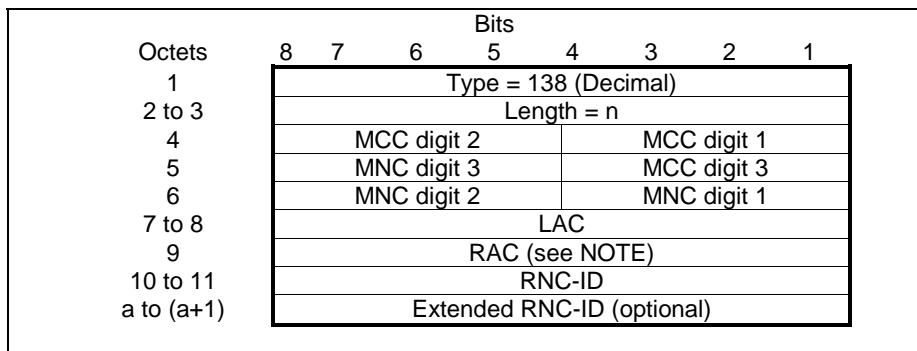 Bits
Octets 8 7 6 5 4 3 2 1
1 Type = 138 (Decimal)
2 to 3 Length = n
4 MCC digit 2 MCC digit 1
5 MNC digit 3 MCC digit 3
6 MNC digit 2 MNC digit 1
7 to 8 LAC
9 RAC (see NOTE)
10 to 11 RNC-ID
a to (a+1) Extended RNC-ID (optional)